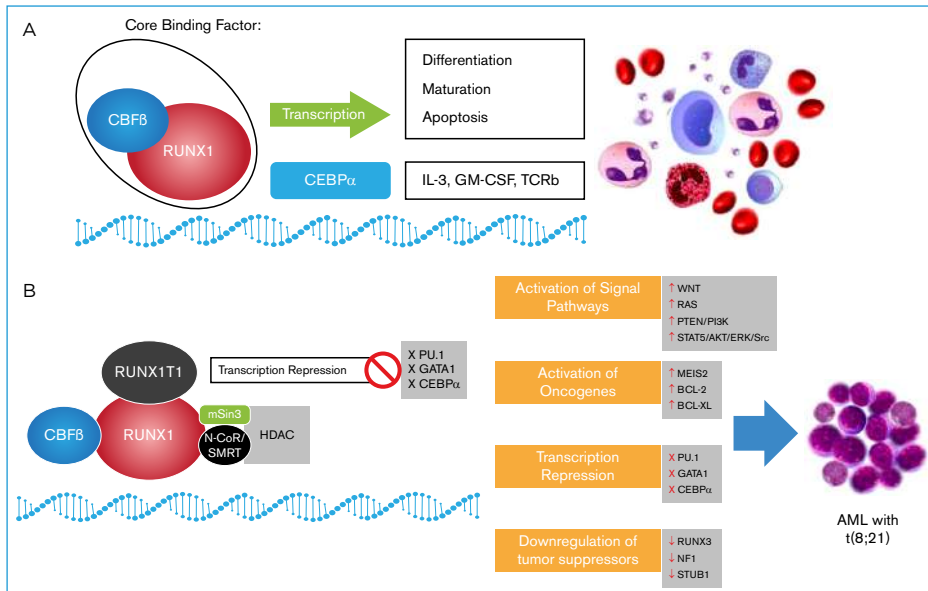 A
Core Binding Factor:
CBFß
RUNX1
Transcription
Differentiation
Maturation
Apoptosis
CEBPα
IL-3, GM-CSF, TCRb
B
RUNX1T1
CBFß
RUNX1
mSin3
N-CoR/
SMRT
HDAC
Transcription Repression
X PU.1
X GATA1
X CEBPα
Activation of Signal
Pathways
↑ WNT
↑ RAS
↑ PTEN/PI3K
↑ STAT5/AKT/ERK/Src
Activation of
Oncogenes
↑ MEIS2
↑ BCL-2
↑ BCL-XL
Transcription
Repression
X PU.1
X GATA1
X CEBPα
Downregulation of
tumor suppressors
↓ RUNX3
↓ NF1
↓ STUB1
AML with
t(8;21)